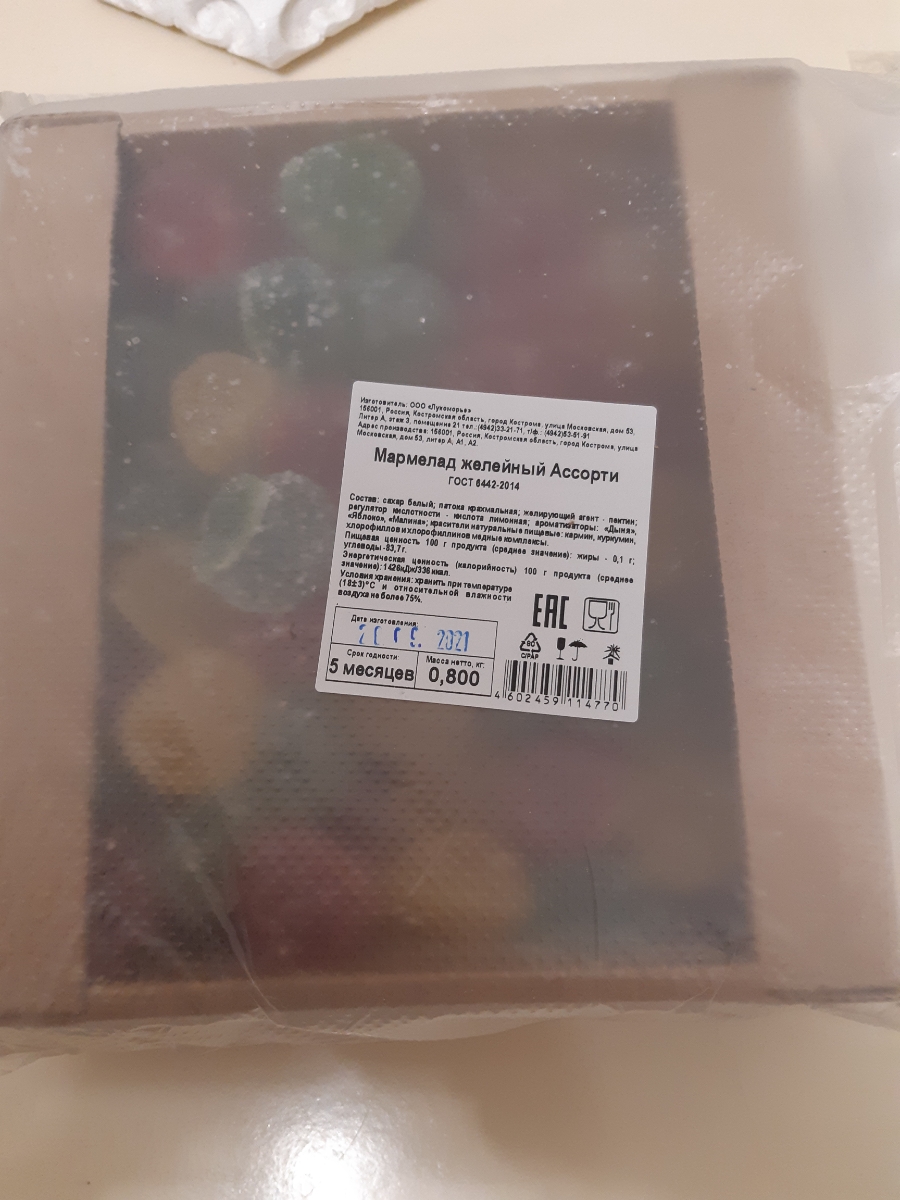 Изготовитель: ООО «Лукоморье»
156001, Россия, Костромская область, город Кострома, улица Московская, дом 53,
Литер А, этаж 3, помещение 21 тел.:(4942)33-21-71, т/ф.: (4942)53-51-91
Адрес производства: 156001, Россия, Костромская область, город Кострома, улица
Московская, дом 53, литер А, А1, А2.
Мармелад желейный Ассорти
ГОСТ 6442-2014
Состав: сахар белый; патока крахмальная; желирующий агент - пектин;
регулятор кислотности - кислота лимонная; ароматизаторы: «Дыня»,
«Яблоко», «Малина»; красители натуральные пищевые: кармин, куркумин,
хлорофиллов и хлорофиллинов медные комплексы.
Пищевая ценность 100 г продукта (среднее значение): жиры - 0,1 г;
углеводы -83,7 г.
Энергетическая ценность (калорийность) 100 г продукта (среднее
значение): 1426кДж/336 ккал.
Условия хранения: хранить при температуре
(18±3)°С и относительной влажности
воздуха не более 75%.
EAC
Дата изготовления:
2021
Срок годности:
5 месяцев
Масса нетто, кг:
0,800
C/PAP
4 602459 114770